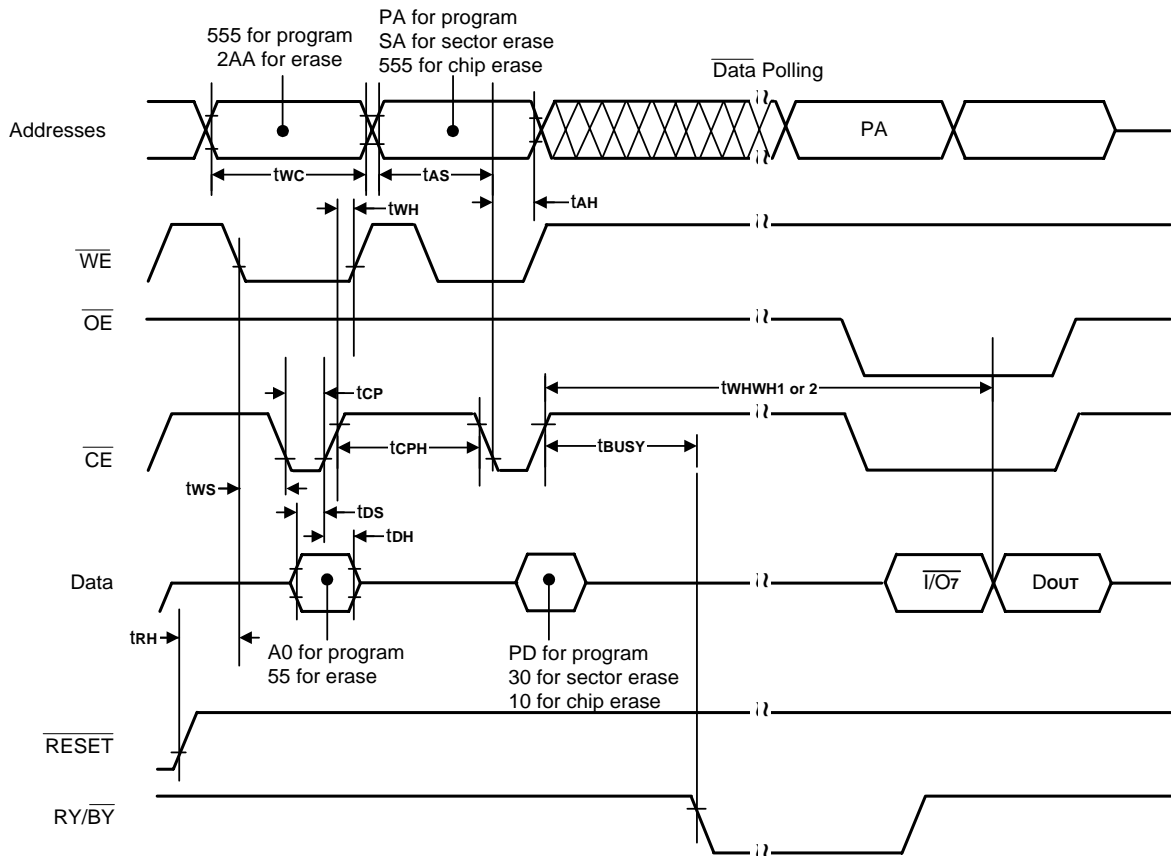 555 for program
2AA for erase
PA for program
SA for sector erase
555 for chip erase
Data Polling
Addresses
PA
tWC
tAS
tAH
tWH
WE
OE
tWHWH1 or 2
tCP
tCPH
tBUSY
CE
tWS
tDS
tDH
Data
I/O7
DOUT
tRH
A0 for program
55 for erase
PD for program
30 for sector erase
10 for chip erase
RESET
RY/BY